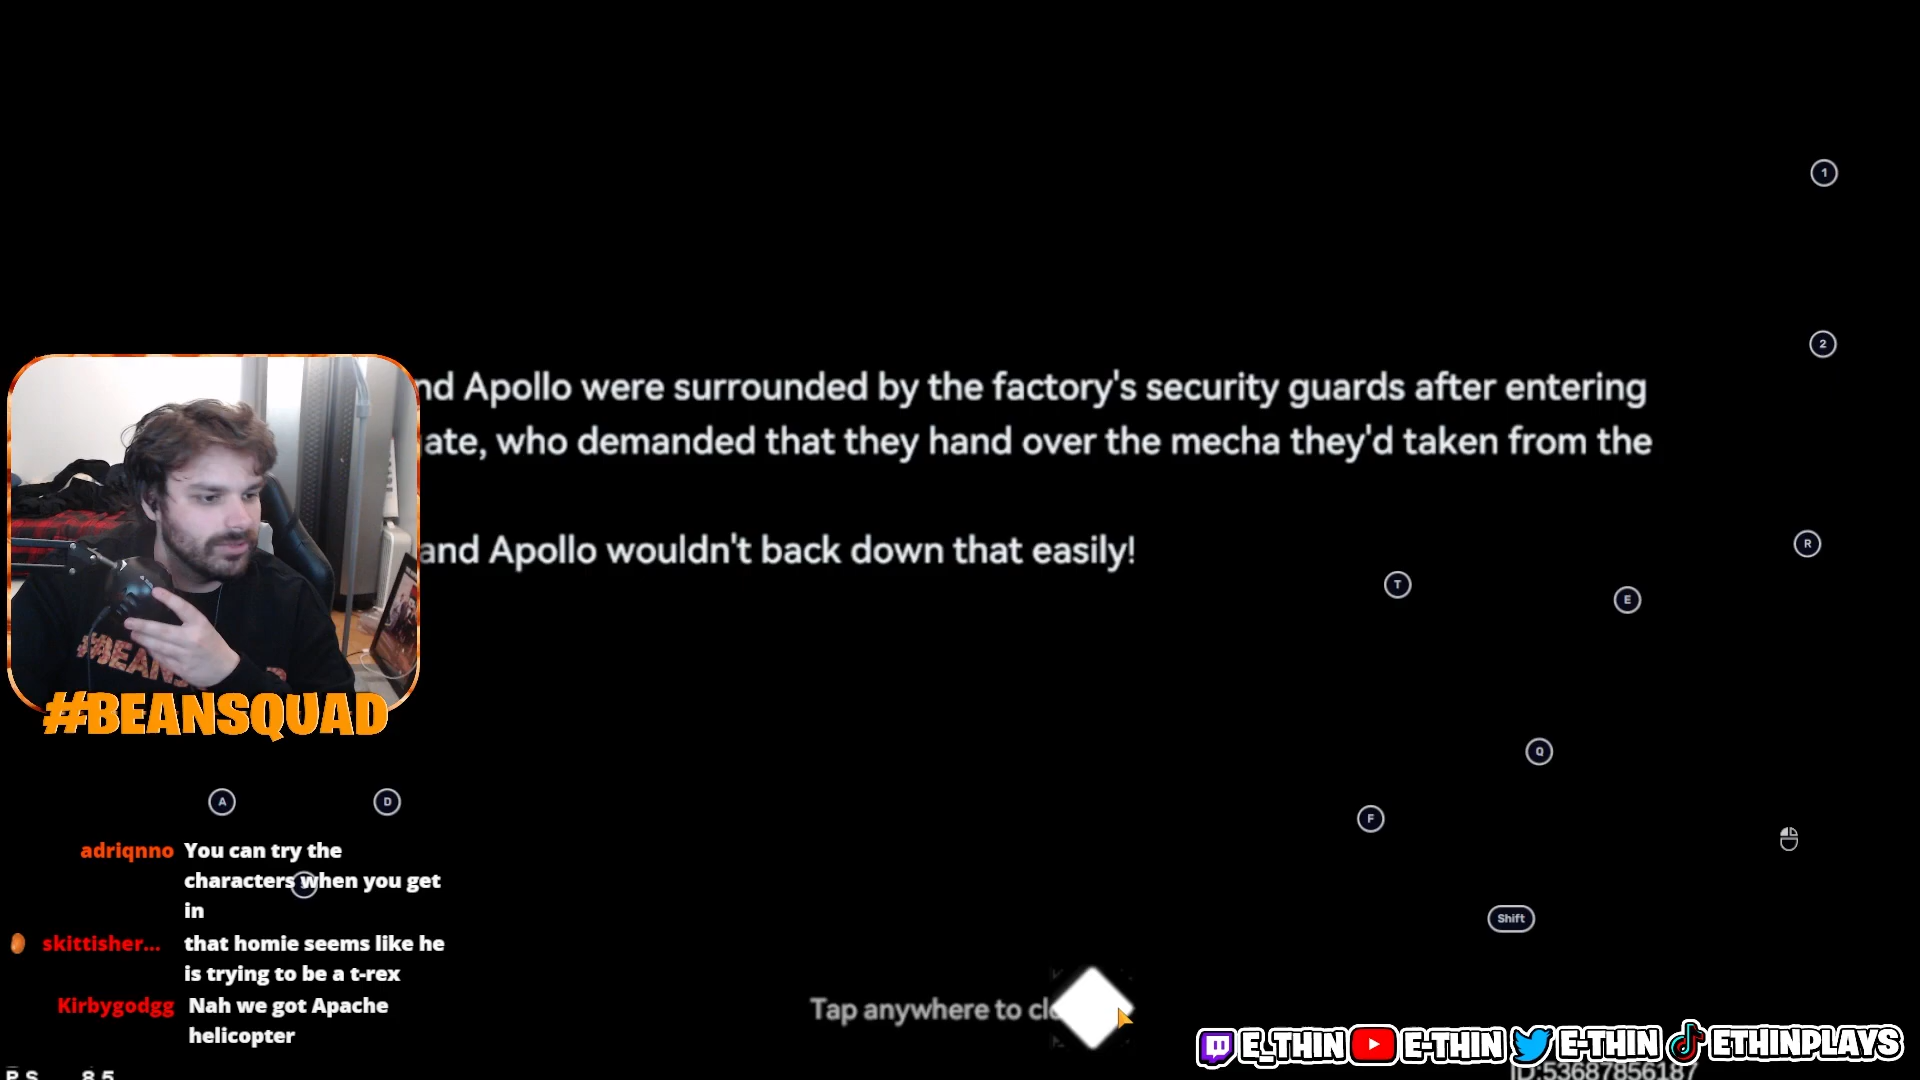 1
2
nd Apollo were surrounded by the factory's security guards after entering
ate, who demanded that they hand over the mecha they'd taken from the
and Apollo wouldn't back down that easily!
R
T
E
#BEANSQUAD
Q
A
D
F
adriqnno You can try the
characters when you get
in
Shift
skittisher... that homie seems like he
is trying to be a t-rex
Kirbygodgg Nah we got Apache
helicopter
Tap anywhere to clo
E_THIN E-THIN E-THIN ETHINPLAYS
ID:53687856187